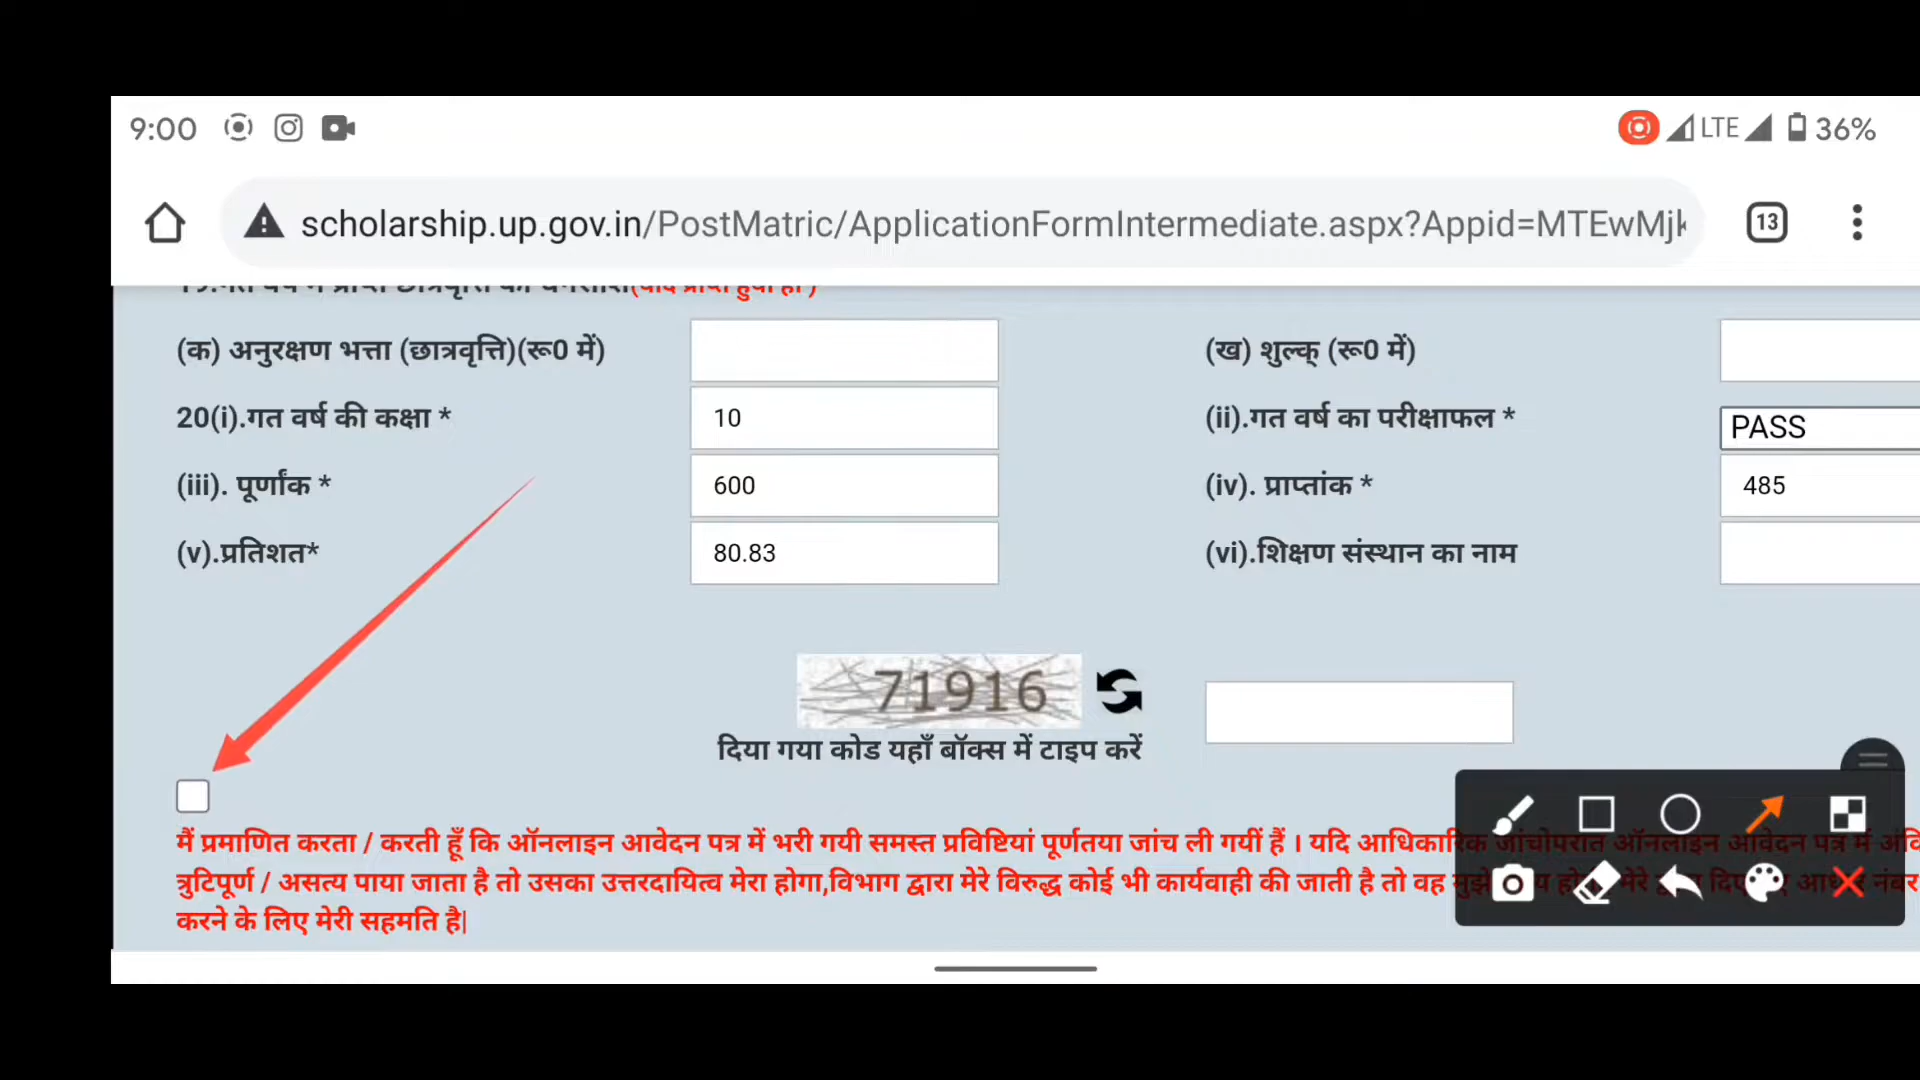 9:00 LTE 36%
scholarship.up.gov.in/PostMatric/ApplicationFormIntermediate.aspx?Appid=MTEwMjk 13
(क) अनुरक्षण भत्ता (छात्रवृत्ति)(रू0 में) (ख) शुल्क् (रू0 में)
20(i).गत वर्ष की कक्षा * 10 (ii).गत वर्ष का परीक्षाफल * PASS
(iii). पूर्णांक * 600 (iv). प्राप्तांक * 485
(v).प्रतिशत* 80.83 (vi).शिक्षण संस्थान का नाम
71916
दिया गया कोड यहाँ बॉक्स में टाइप करें
मैं प्रमाणित करता / करती हूँ कि ऑनलाइन आवेदन पत्र में भरी गयी समस्त प्रविष्टियां पूर्णतया जांच ली गयीं हैं । यदि आधिकारिक जांचोपरांत ऑनलाइन आवेदन पत्र में
त्रुटिपूर्ण / असत्य पाया जाता है तो उसका उत्तरदायित्व मेरा होगा,विभाग द्वारा मेरे विरुद्ध कोई भी कार्यवाही की जाती है तो वह नंबर
करने के लिए मेरी सहमति है|